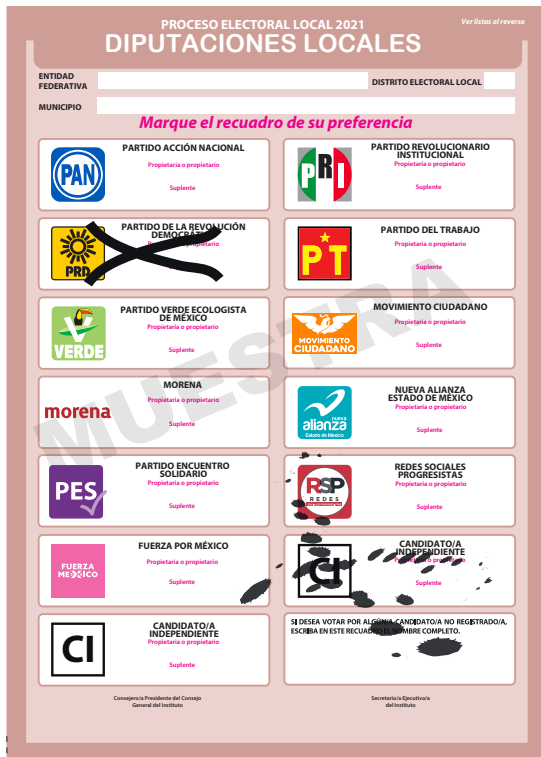 PROCESO ELECTORAL LOCAL 2021
Ver listas al reverso
DIPUTACIONES LOCALES
ENTIDAD
FEDERATIVA
DISTRITO ELECTORAL LOCAL
MUNICIPIO
Marque el recuadro de su preferencia
PAN
PARTIDO ACCIÓN NACIONAL
Propietaria o propietario
Suplente
PRI
PARTIDO REVOLUCIONARIO
INSTITUCIONAL
Propietaria o propietario
Suplente
PRD
PARTIDO DE LA REVOLUCIÓN
DEMOCRÁTICA
Propietaria o propietario
Suplente
PT
PARTIDO DEL TRABAJO
Propietaria o propietario
Suplente
VERDE
PARTIDO VERDE ECOLOGISTA
DE MÉXICO
Propietaria o propietario
Suplente
MOVIMIENTO
CIUDADANO
MOVIMIENTO CIUDADANO
Propietaria o propietario
Suplente
morena
MORENA
Propietaria o propietario
Suplente
nueva
alianza
Estado de México
NUEVA ALIANZA
ESTADO DE MÉXICO
Propietaria o propietario
Suplente
PES
PARTIDO ENCUENTRO
SOLIDARIO
Propietaria o propietario
Suplente
RSP
REDES
REDES SOCIALES
PROGRESISTAS
Propietaria o propietario
Suplente
FUERZA
MEXICO
FUERZA POR MÉXICO
Propietaria o propietario
Suplente
CI
CANDIDATO/A
INDEPENDIENTE
Propietaria o propietario
Suplente
CI
CANDIDATO/A
INDEPENDIENTE
Propietaria o propietario
Suplente
SI DESEA VOTAR POR ALGÚN/A CANDIDATO/A NO REGISTRADO/A,
ESCRIBA EN ESTE RECUADRO EL NOMBRE COMPLETO.
Consejero/a Presidente del Consejo
General del Instituto
Secretario/a Ejecutivo/a
del Instituto
MUESTRA